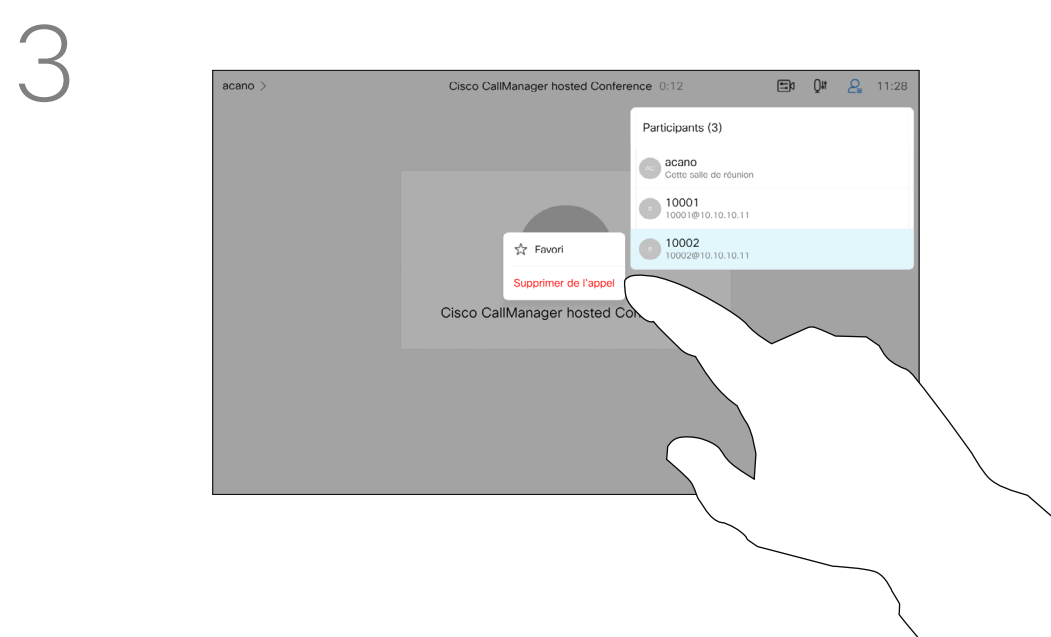 3
acano >
Cisco CallManager hosted Conference 0:12
11:28
Participants (3)
AC
acano
Cette salle de réunion
10001
10001@10.10.10.11
10002
10002@10.10.10.11
Favori
Supprimer de l'appel
Cisco CallManager hosted Con